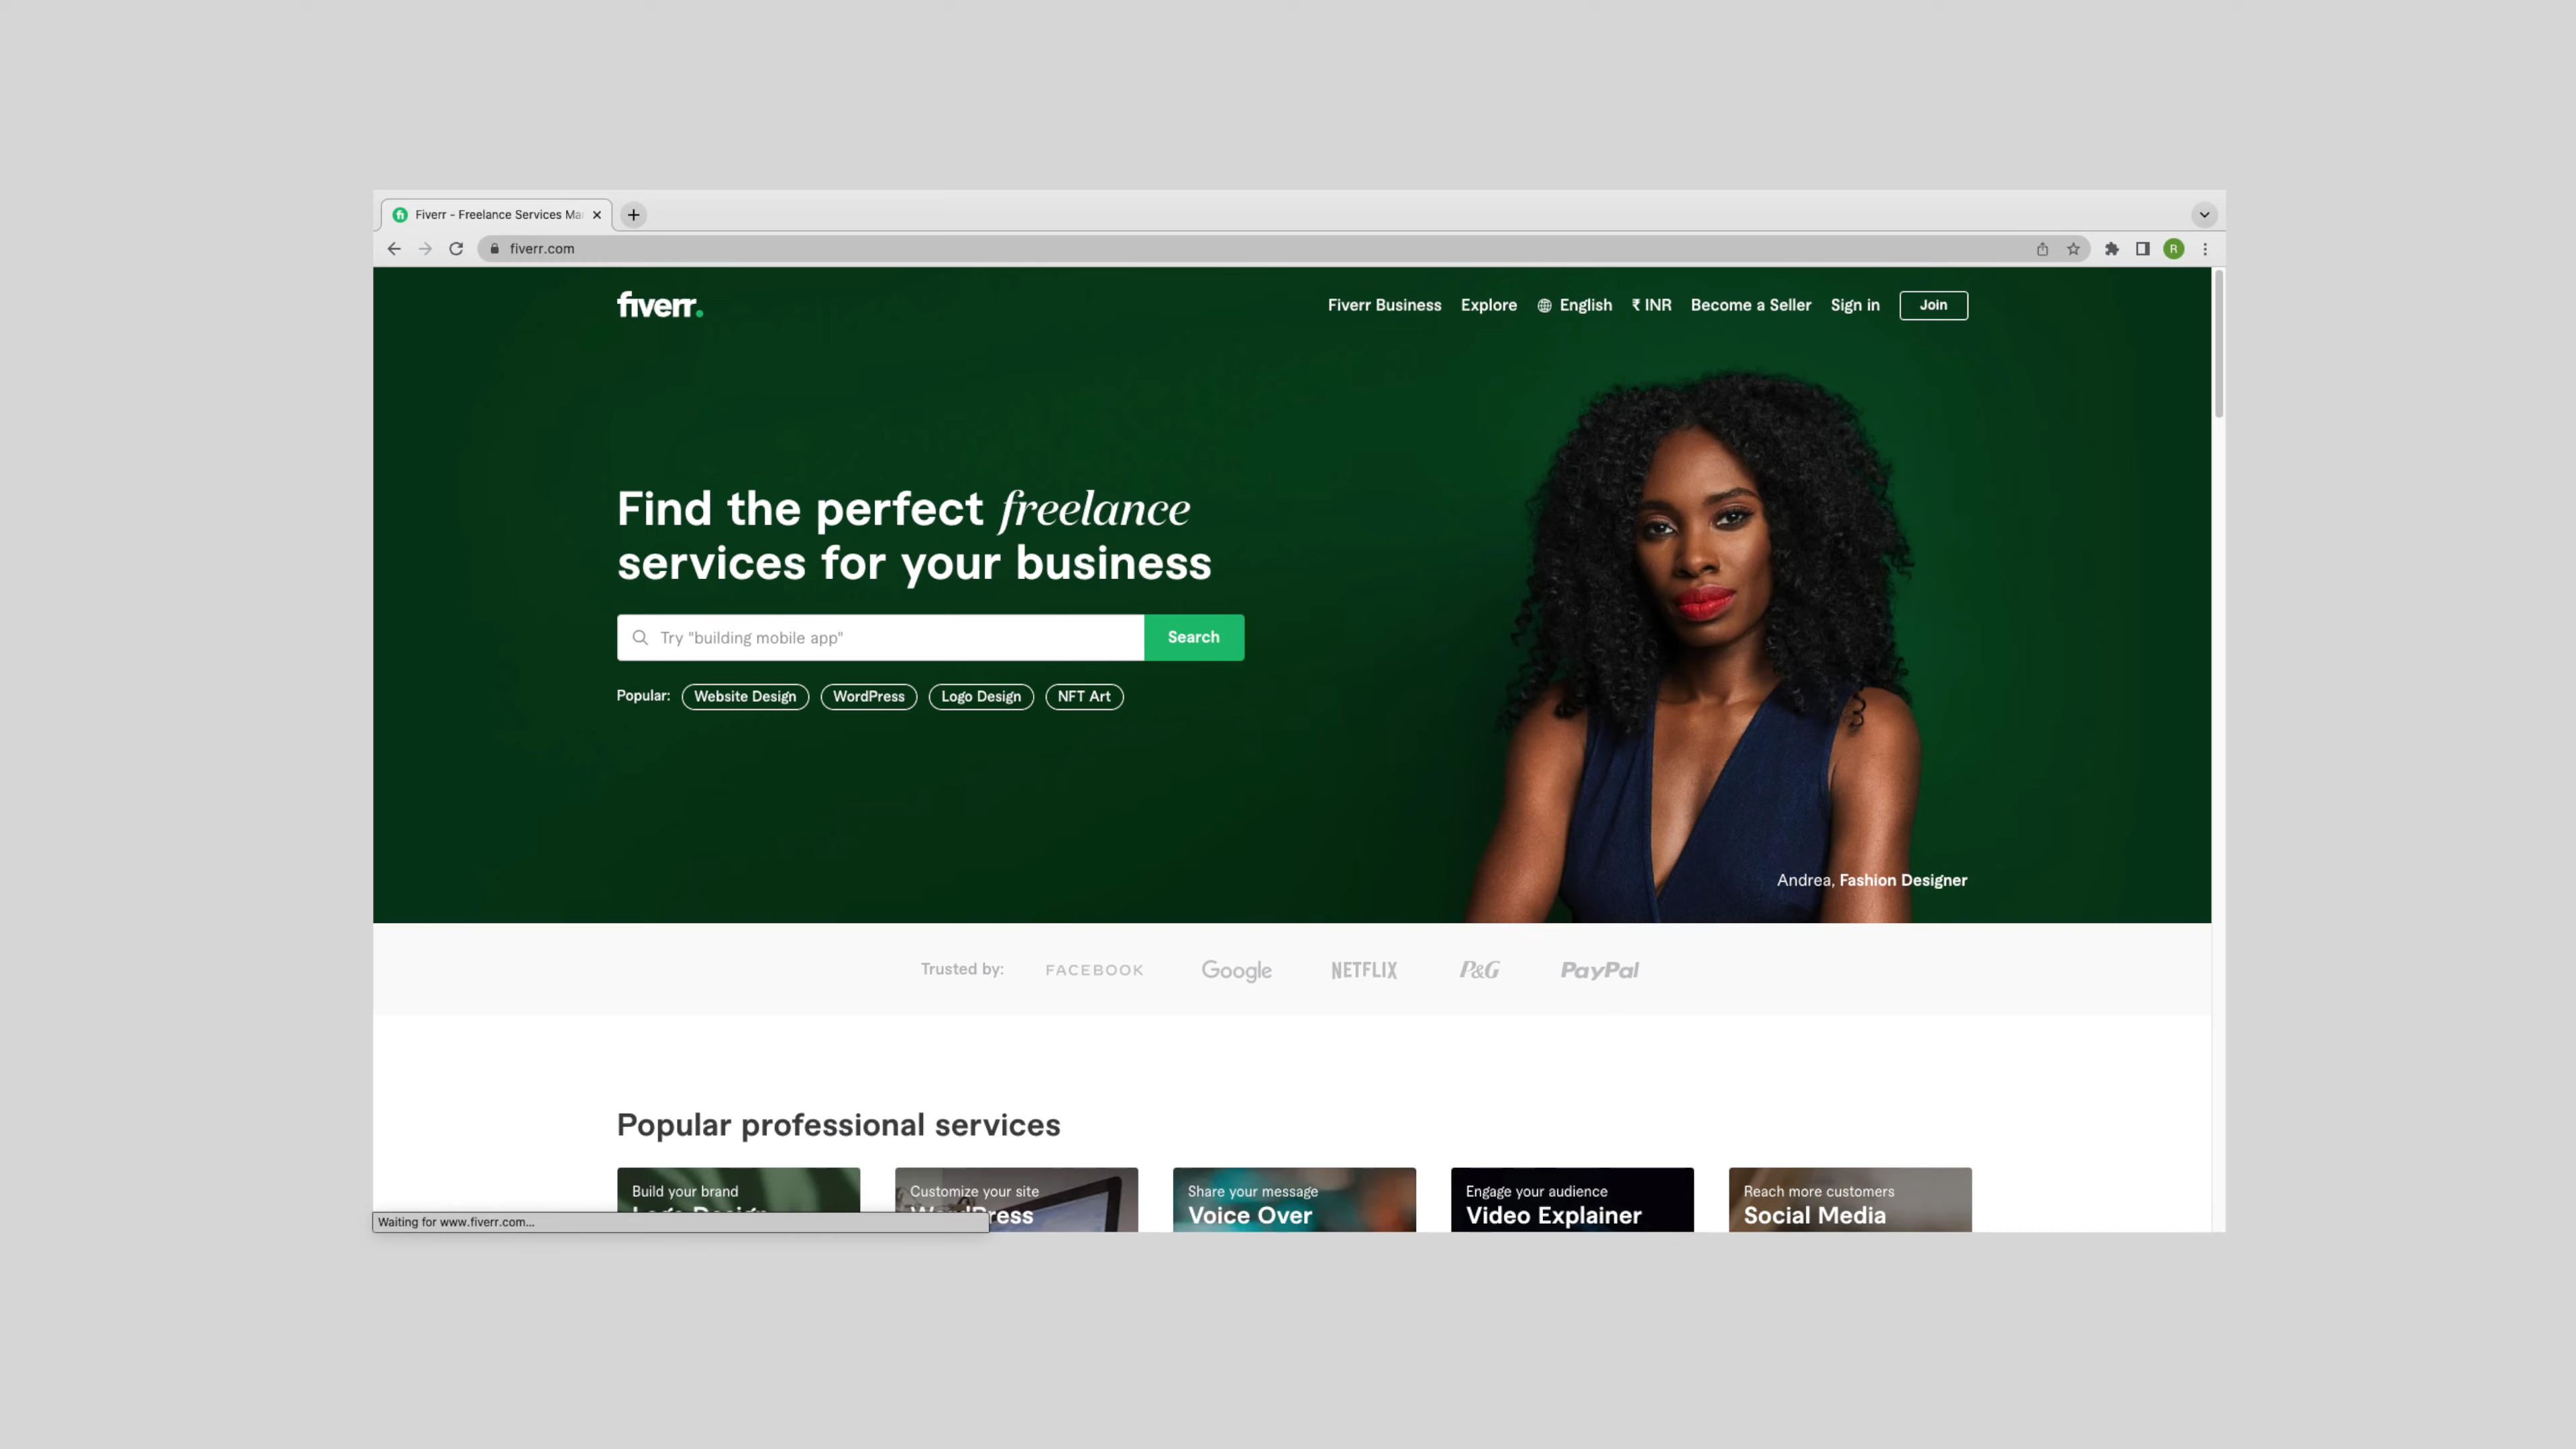 Fiverr - Freelance Services Ma
fiverr.com
R
fiverr.
Fiverr Business Explore English ₹ INR Become a Seller Sign in Join
Find the perfect freelance
services for your business
Try "building mobile app" Search
Popular: Website Design WordPress Logo Design NFT Art
Andrea, Fashion Designer
Trusted by: FACEBOOK Google NETFLIX P&G PayPal
Popular professional services
Build your brand
Logo Design
Customize your site
WordPress
Share your message
Voice Over
Engage your audience
Video Explainer
Reach more customers
Social Media
Waiting for www.fiverr.com...